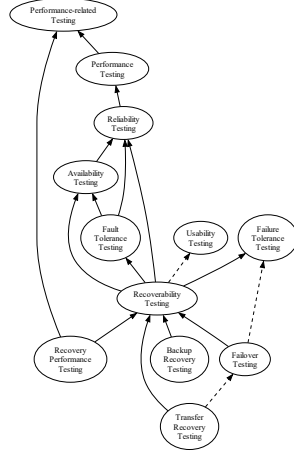 Performance-related
Testing
Performance
Testing
Reliability
Testing
Availability
Testing
Fault
Tolerance
Testing
Usability
Testing
Failure
Tolerance
Testing
Recoverability
Testing
Recovery
Performance
Testing
Backup
Recovery
Testing
Failover
Testing
Transfer
Recovery
Testing